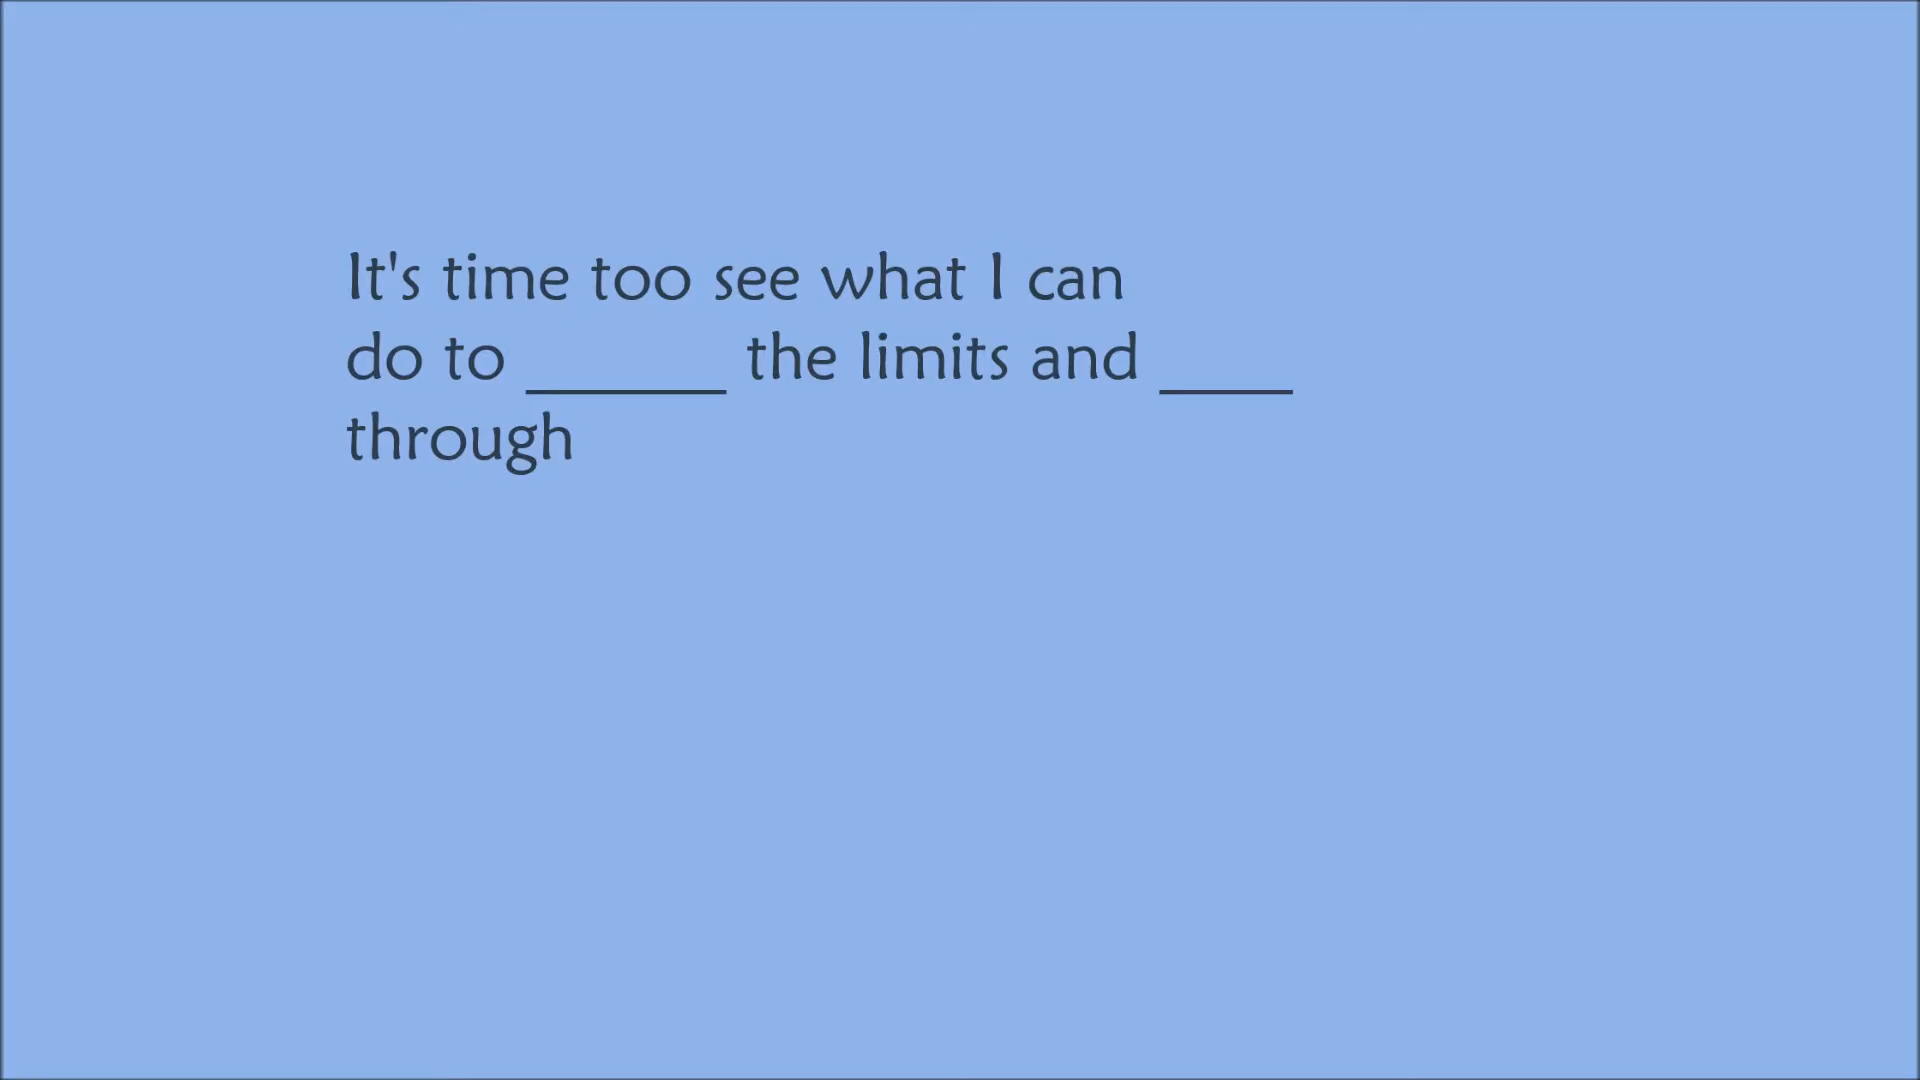 It's time too see what I can
do to ______ the limits and ____
through